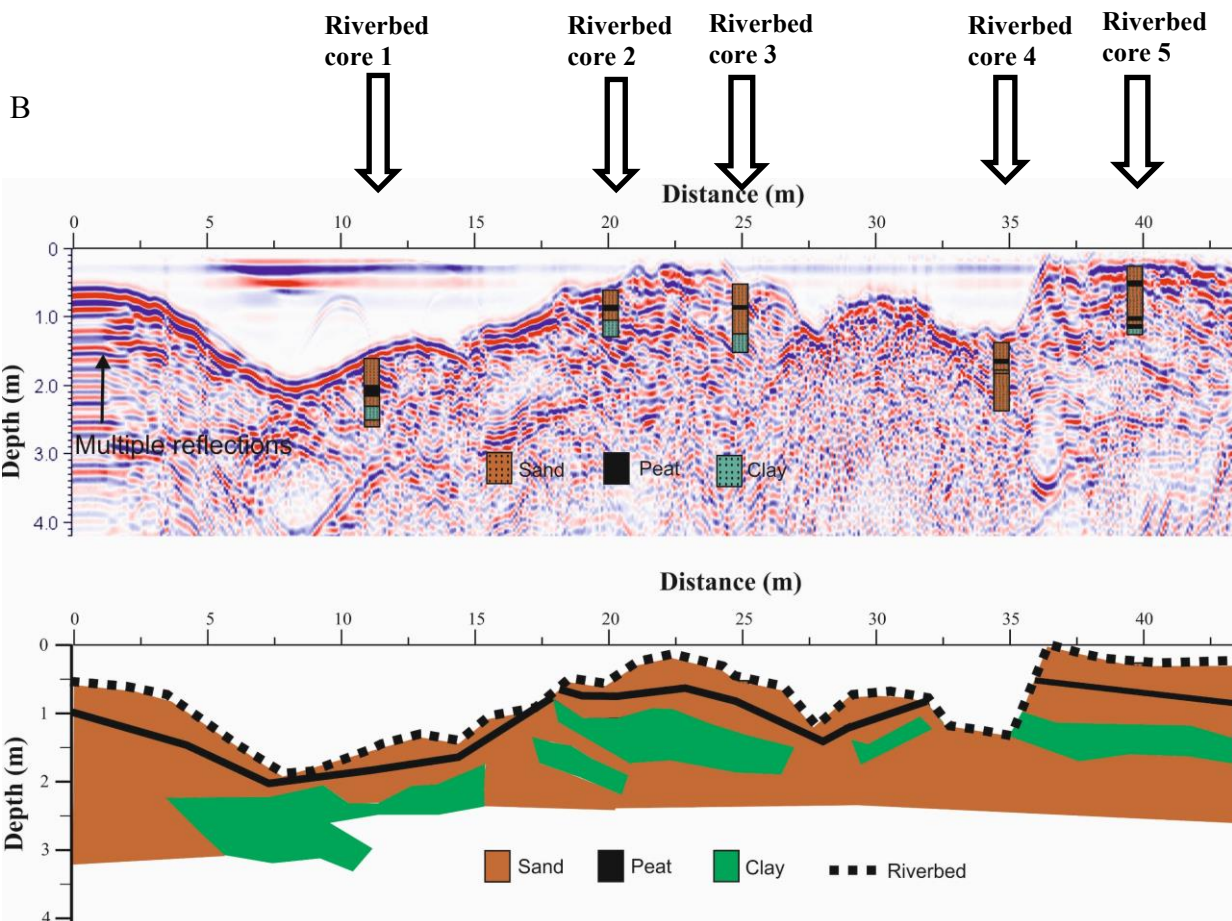 Riverbed core 1
Riverbed core 2
Riverbed core 3
Riverbed core 4
Riverbed core 5
B
Distance (m)
0 5 10 15 20 25 30 35 40
Depth (m)
0
1.0
2.0
3.0
4.0
Multiple reflections
Sand Peat Clay
Distance (m)
0 5 10 15 20 25 30 35 40
Depth (m)
0
1
2
3
4
Sand Peat Clay Riverbed